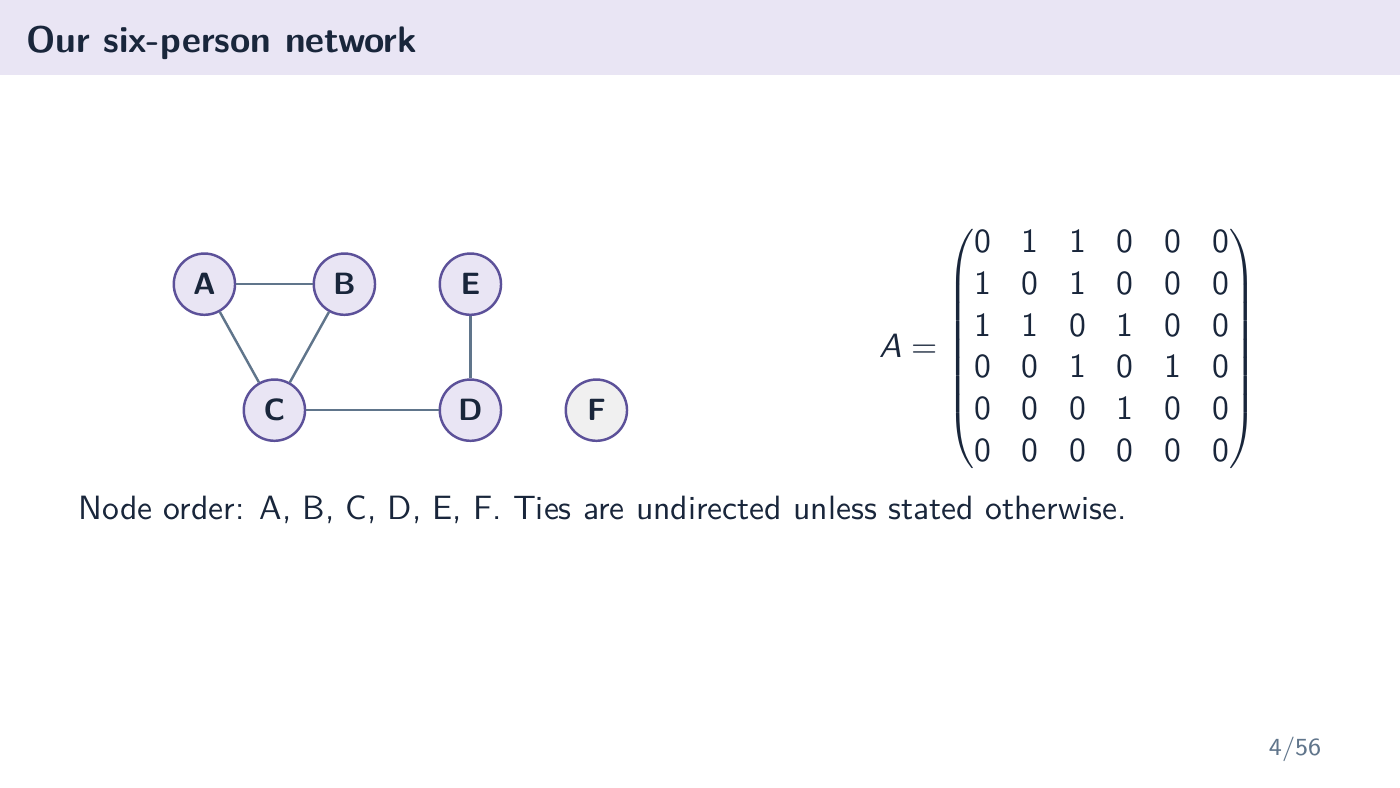 Our six-person network
A B E
C D F
A =
0 1 1 0 0 0
1 0 1 0 0 0
1 1 0 1 0 0
0 0 1 0 1 0
0 0 0 1 0 0
0 0 0 0 0 0
Node order: A, B, C, D, E, F. Ties are undirected unless stated otherwise.
4/56